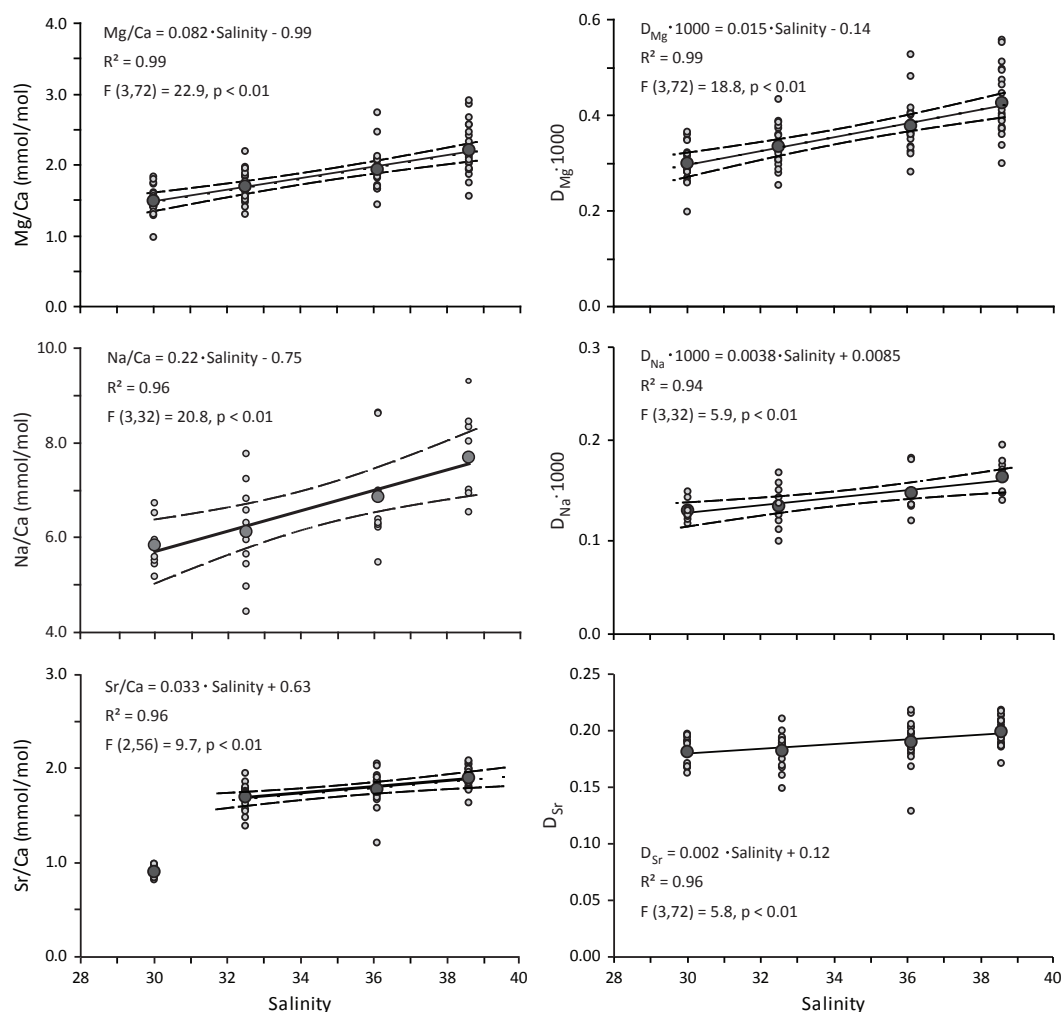 Mg/Ca (mmol/mol)
4.0
3.0
2.0
1.0
0.0
Mg/Ca = 0.082·Salinity - 0.99
R² = 0.99
F (3,72) = 22.9, p < 0.01
D_Mg·1000
0.6
0.4
0.2
0.0
D_Mg·1000 = 0.015·Salinity - 0.14
R² = 0.99
F (3,72) = 18.8, p < 0.01
Na/Ca (mmol/mol)
10.0
8.0
6.0
4.0
Na/Ca = 0.22·Salinity - 0.75
R² = 0.96
F (3,32) = 20.8, p < 0.01
D_Na·1000
0.3
0.2
0.1
0.0
D_Na·1000 = 0.0038·Salinity + 0.0085
R² = 0.94
F (3,32) = 5.9, p < 0.01
Sr/Ca (mmol/mol)
3.0
2.0
1.0
0.0
Sr/Ca = 0.033·Salinity + 0.63
R² = 0.96
F (2,56) = 9.7, p < 0.01
28 30 32 34 36 38 40
Salinity
D_Sr
0.25
0.20
0.15
0.10
0.05
0.00
D_Sr = 0.002·Salinity + 0.12
R² = 0.96
F (3,72) = 5.8, p < 0.01
28 30 32 34 36 38 40
Salinity